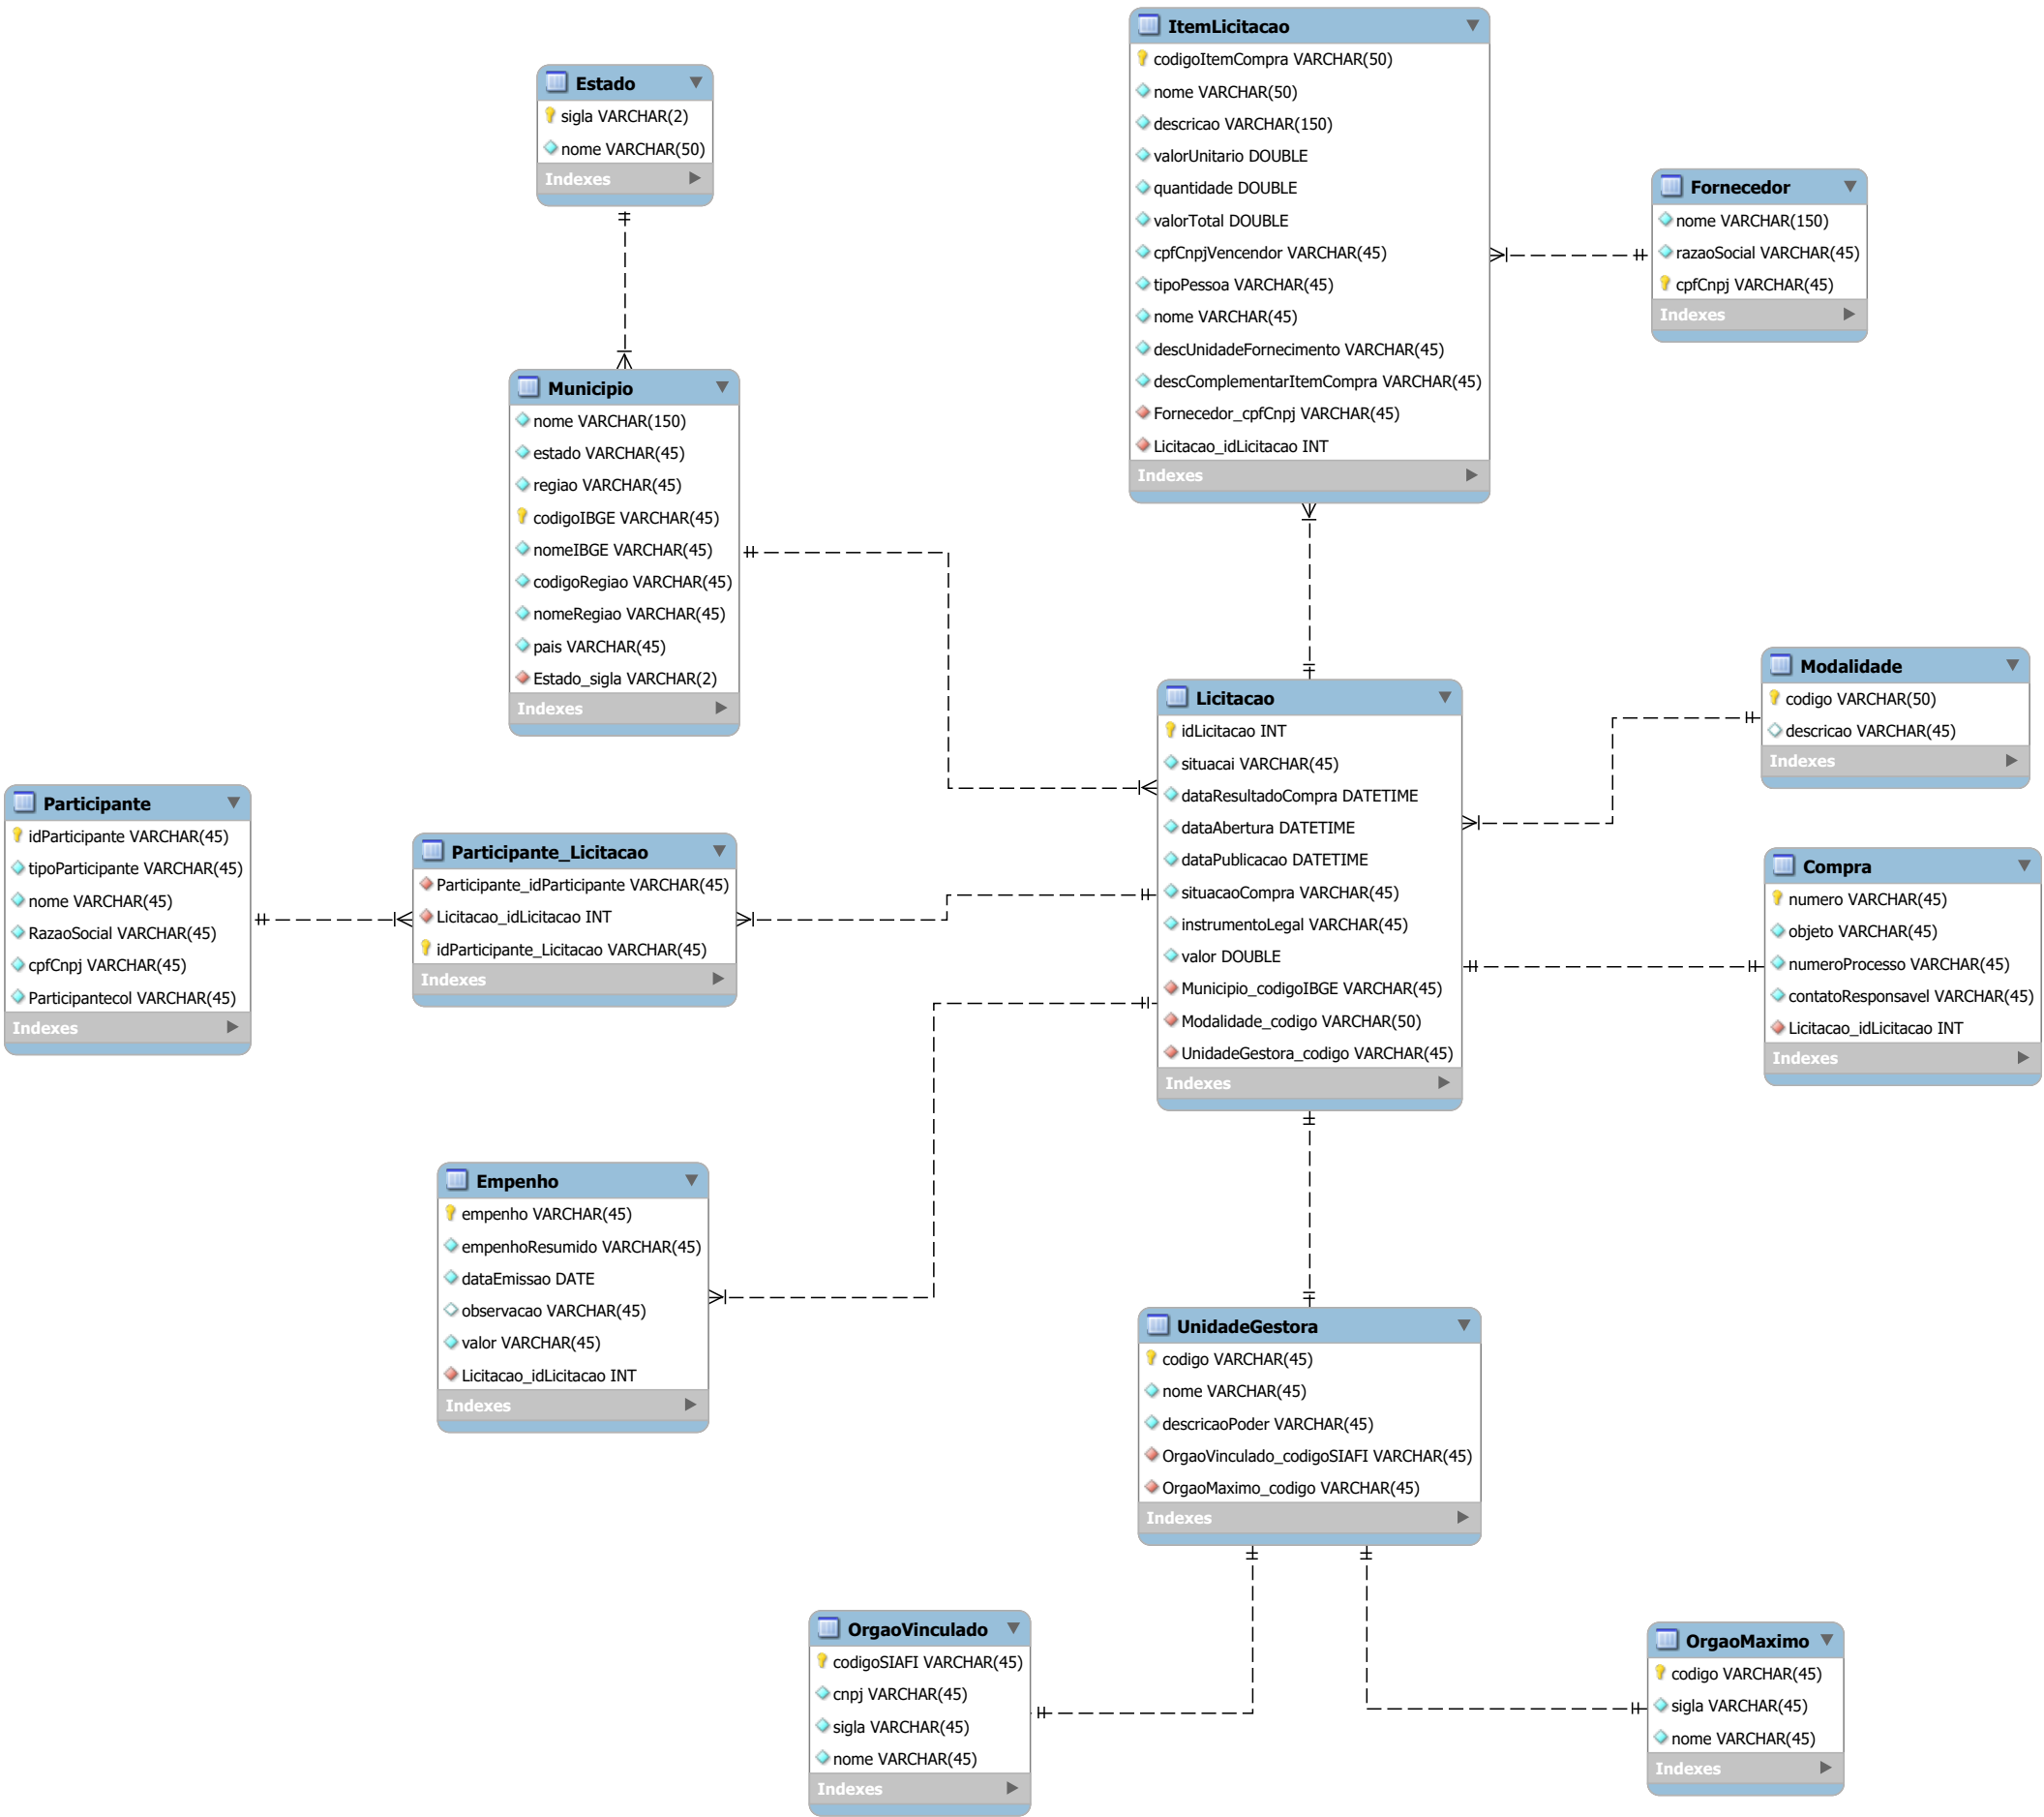 ItemLicitacao
codigoItemCompra VARCHAR(50)
nome VARCHAR(50)
descricao VARCHAR(150)
valorUnitario DOUBLE
quantidade DOUBLE
valorTotal DOUBLE
cpfCnpjVencendor VARCHAR(45)
tipoPessoa VARCHAR(45)
nome VARCHAR(45)
descUnidadeFornecimento VARCHAR(45)
descComplementarItemCompra VARCHAR(45)
Fornecedor_cpfCnpj VARCHAR(45)
Licitacao_idLicitacao INT
Indexes
Estado
sigla VARCHAR(2)
nome VARCHAR(50)
Indexes
Fornecedor
nome VARCHAR(150)
razaoSocial VARCHAR(45)
cpfCnpj VARCHAR(45)
Indexes
Municipio
nome VARCHAR(150)
estado VARCHAR(45)
regiao VARCHAR(45)
codigoIBGE VARCHAR(45)
nomeIBGE VARCHAR(45)
codigoRegiao VARCHAR(45)
nomeRegiao VARCHAR(45)
pais VARCHAR(45)
Estado_sigla VARCHAR(2)
Indexes
Modalidade
codigo VARCHAR(50)
descricao VARCHAR(45)
Indexes
Licitacao
idLicitacao INT
situacai VARCHAR(45)
dataResultadoCompra DATETIME
dataAbertura DATETIME
dataPublicacao DATETIME
situacaoCompra VARCHAR(45)
instrumentoLegal VARCHAR(45)
valor DOUBLE
Municipio_codigoIBGE VARCHAR(45)
Modalidade_codigo VARCHAR(50)
UnidadeGestora_codigo VARCHAR(45)
Indexes
Participante
idParticipante VARCHAR(45)
tipoParticipante VARCHAR(45)
nome VARCHAR(45)
RazaoSocial VARCHAR(45)
cpfCnpj VARCHAR(45)
Participantecol VARCHAR(45)
Indexes
Participante_Licitacao
Participante_idParticipante VARCHAR(45)
Licitacao_idLicitacao INT
idParticipante_Licitacao VARCHAR(45)
Indexes
Compra
numero VARCHAR(45)
objeto VARCHAR(45)
numeroProcesso VARCHAR(45)
contatoResponsavel VARCHAR(45)
Licitacao_idLicitacao INT
Indexes
Empenho
empenho VARCHAR(45)
empenhoResumido VARCHAR(45)
dataEmissao DATE
observacao VARCHAR(45)
valor VARCHAR(45)
Licitacao_idLicitacao INT
Indexes
UnidadeGestora
codigo VARCHAR(45)
nome VARCHAR(45)
descricaoPoder VARCHAR(45)
OrgaoVinculado_codigoSIAFI VARCHAR(45)
OrgaoMaximo_codigo VARCHAR(45)
Indexes
OrgaoVinculado
codigoSIAFI VARCHAR(45)
cnpj VARCHAR(45)
sigla VARCHAR(45)
nome VARCHAR(45)
Indexes
OrgaoMaximo
codigo VARCHAR(45)
sigla VARCHAR(45)
nome VARCHAR(45)
Indexes